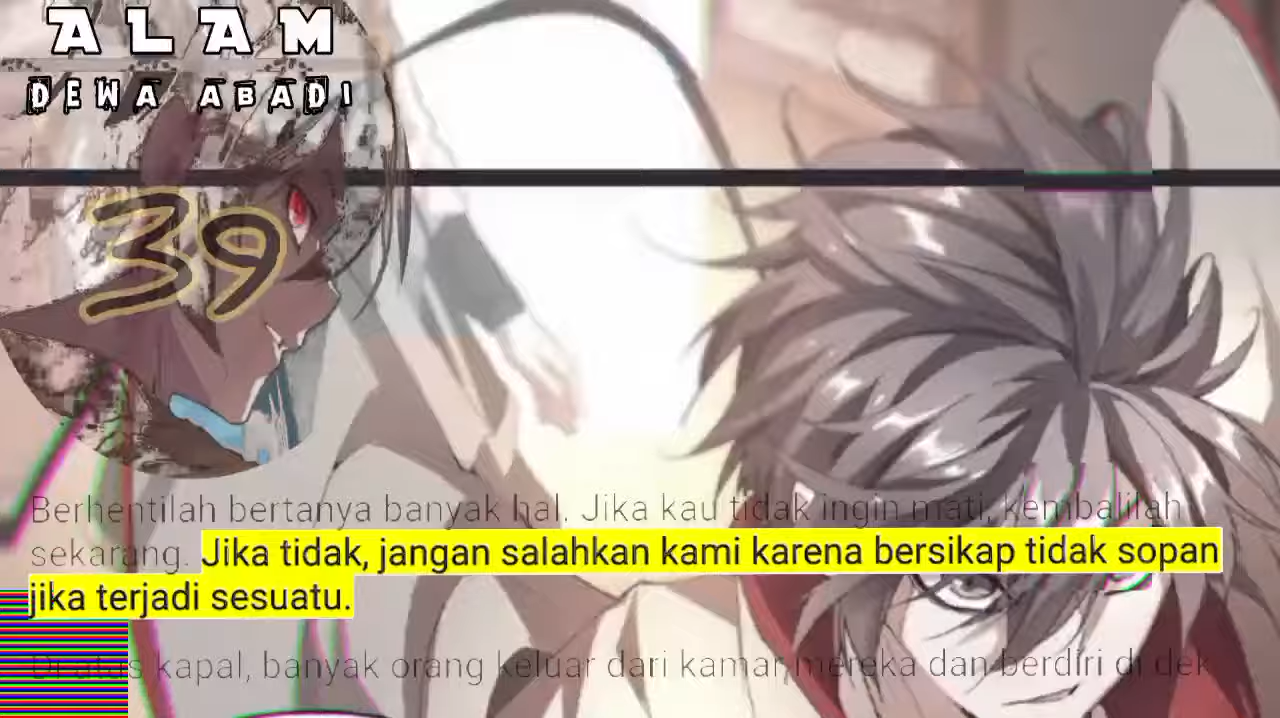 ALAM
DEWA ABADI
39
Berhentilah bertanya banyak hal. Jika kau tidak ingin mati, kembalilah
sekarang. Jika tidak, jangan salahkan kami karena bersikap tidak sopan
jika terjadi sesuatu.
Di atas kapal, banyak orang keluar dari kamar mereka dan berdiri di dek